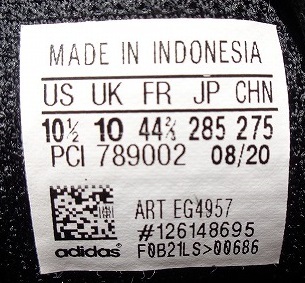 MADE IN INDONESIA
US UK FR JP CHN
10½ 10 44⅔ 285 275
PCI 789002 08/20
ART EG4957
#126148695
adidas F0B21LS>00686